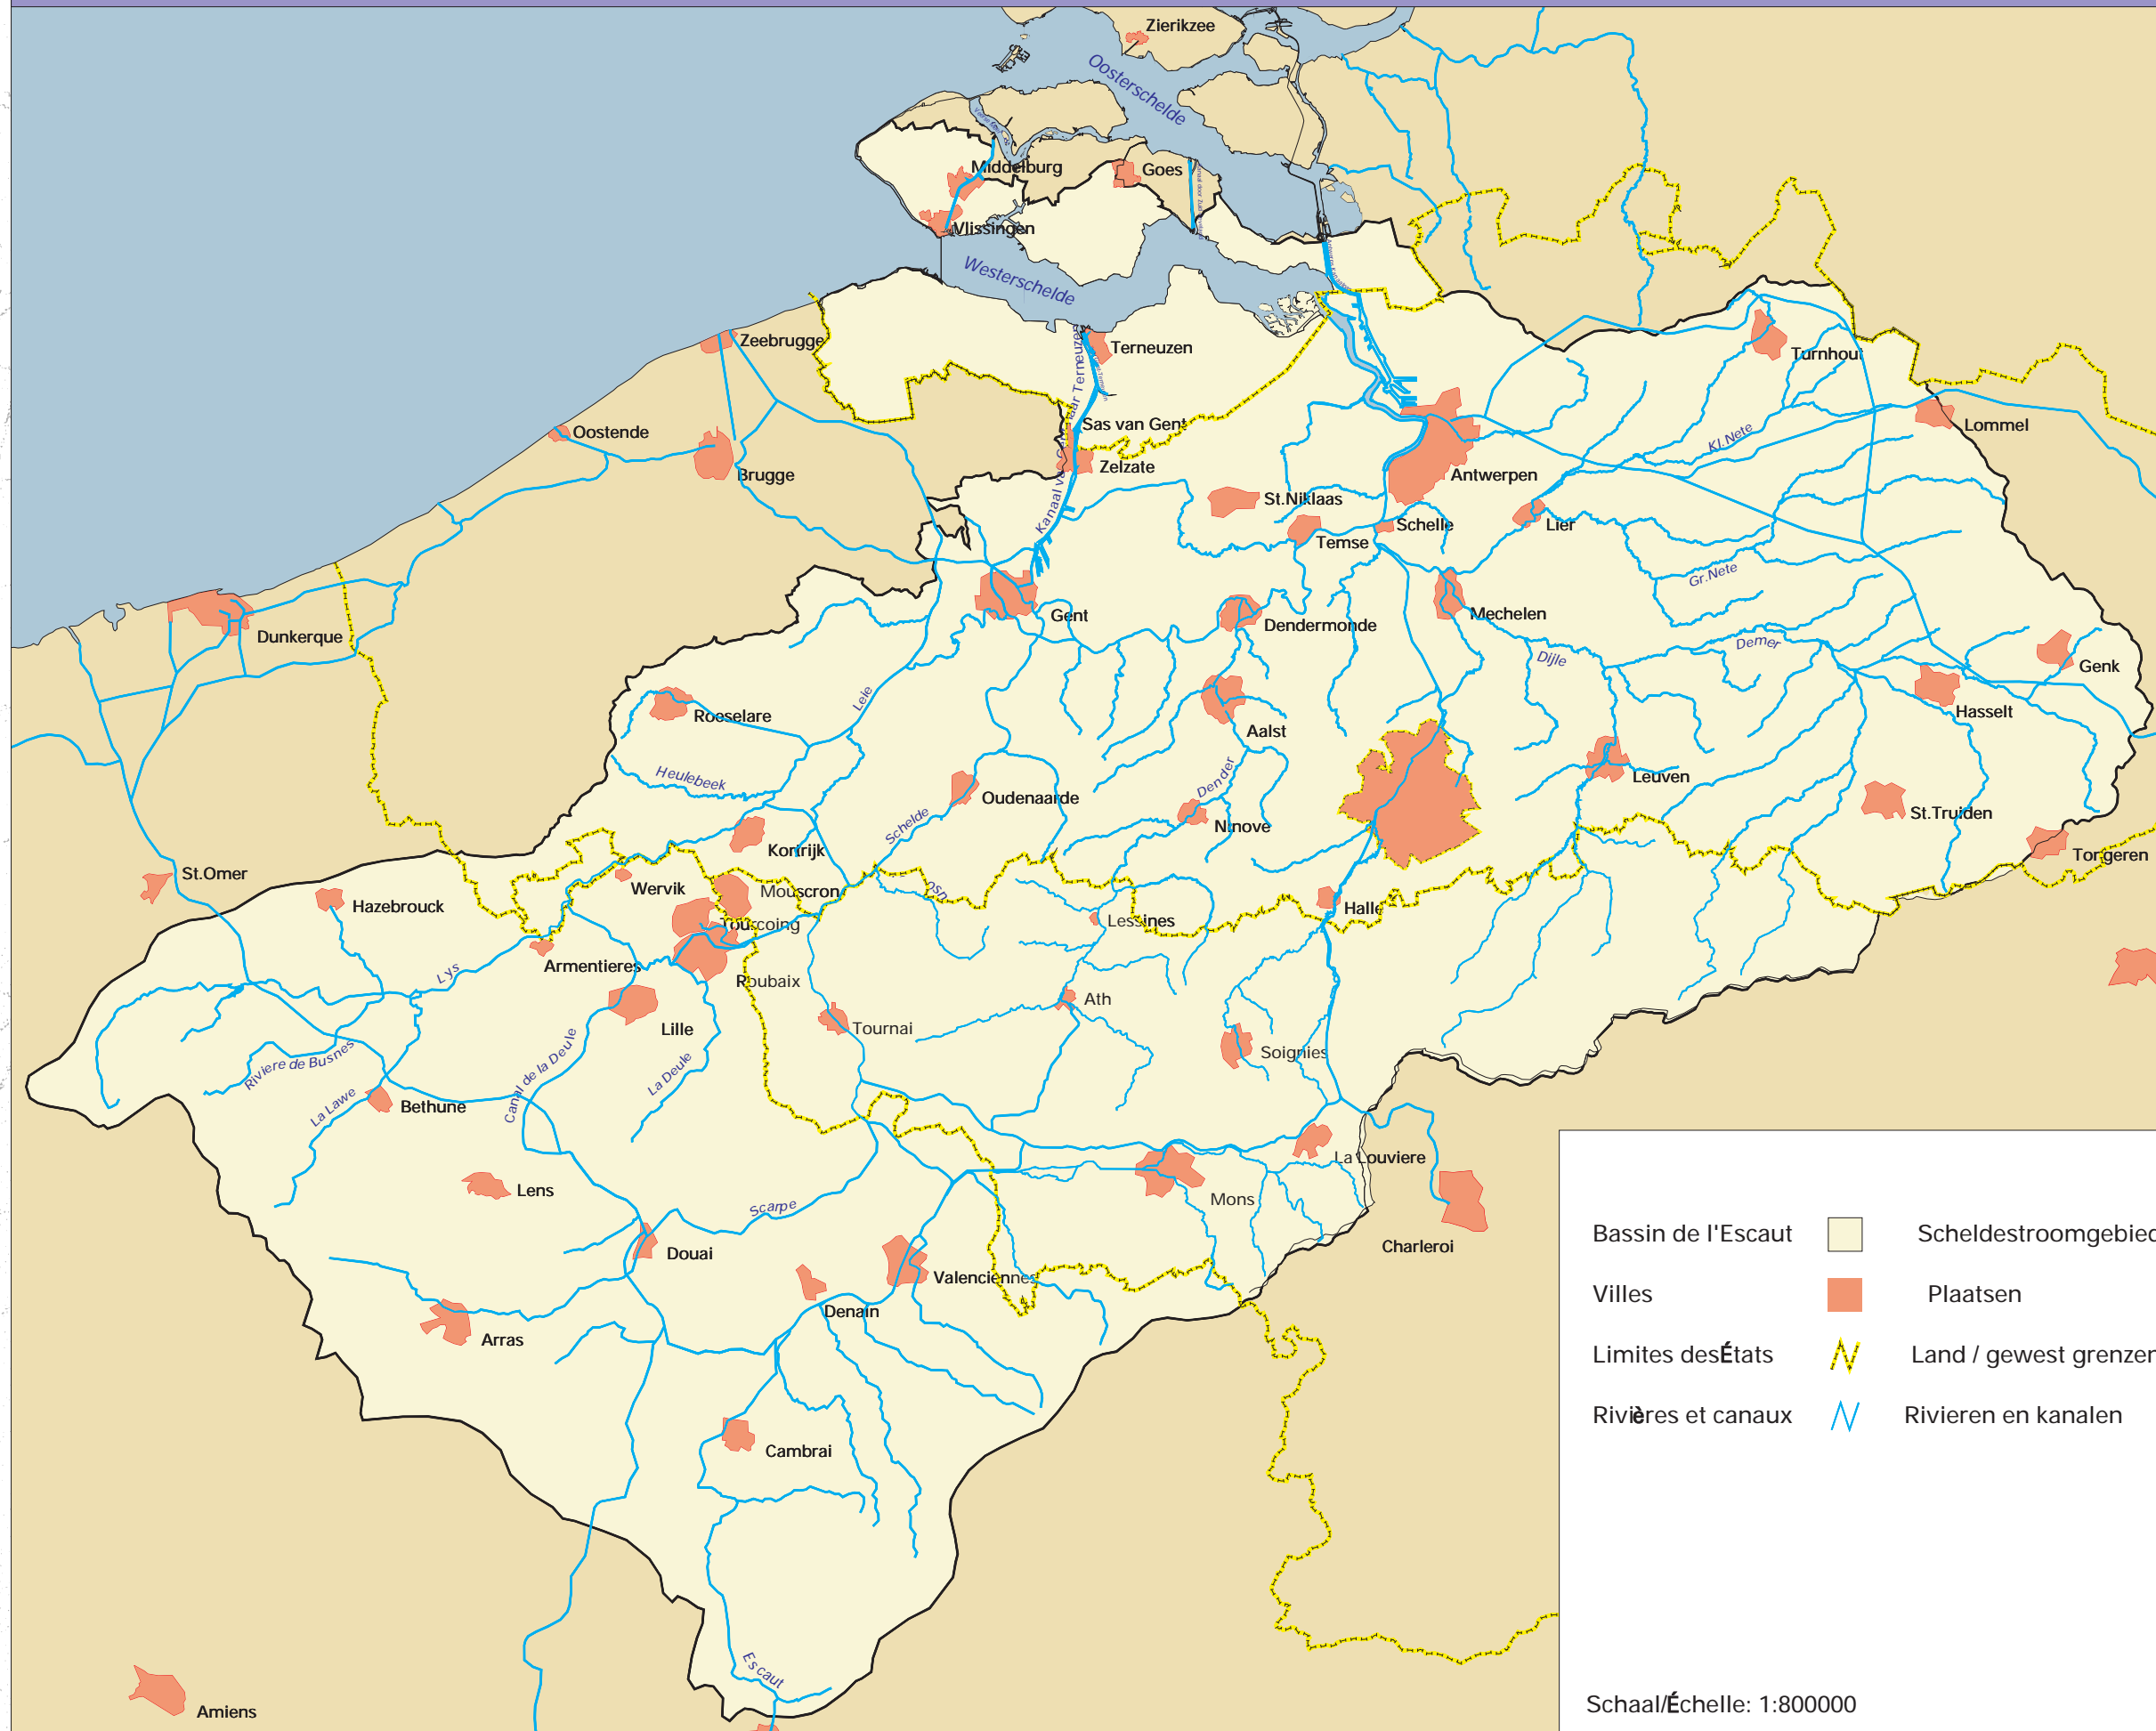 Zierikzee
Oosterschelde
Middelburg
Goes
Vlissingen
Westerschelde
Zeebrugge
Terneuzen
Turnhout
Oostende
Sas van Gent
Lommel
Kl.Nete
Brugge
Zelzate
Antwerpen
St.Niklaas
Schelle
Lier
Temse
Gr.Nete
Dunkerque
Gent
Dendermonde
Mechelen
Demer
Dijle
Genk
Roeselare
Leie
Hasselt
Aalst
Heulebeek
Dender
Leuven
Oudenaarde
Schelde
Ninove
St.Truiden
Kortrijk
Tongeren
St.Omer
Wervik
Mouscron
Hazebrouck
Halle
Tourcoing
Lessines
Armentieres
Lys
Roubaix
Ath
Lille
Tournai
Soignies
Riviere de Busnes
Canal de la Deule
La Deule
La Lawe
Bethune
La Louviere
Lens
Mons
Scarpe
Douai
Charleroi
Valenciennes
Denain
Arras
Cambrai
Escaut
Amiens
Bassin de l'Escaut Scheldestroomgebied
Villes Plaatsen
Limites des États Land / gewest grenzen
Rivières et canaux Rivieren en kanalen
Schaal/Échelle: 1:800000